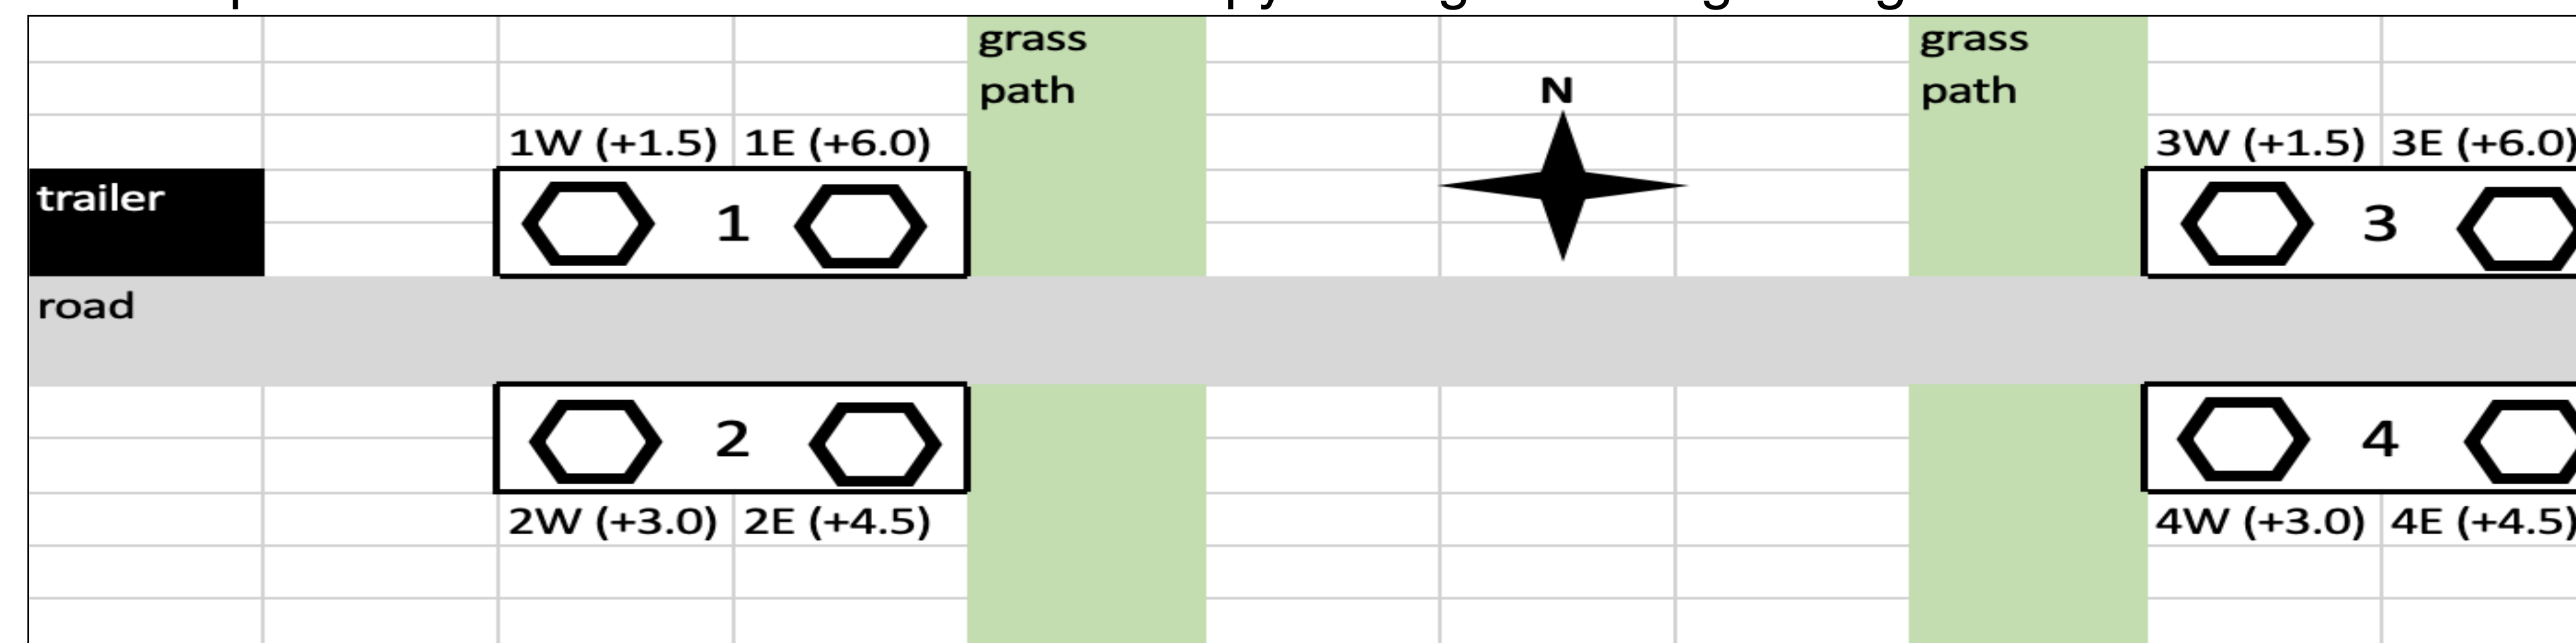 grass
path
grass
path
N
1W (+1.5) 1E (+6.0)
3W (+1.5) 3E (+6.0)
trailer
1
3
road
2
4
2W (+3.0) 2E (+4.5)
4W (+3.0) 4E (+4.5)